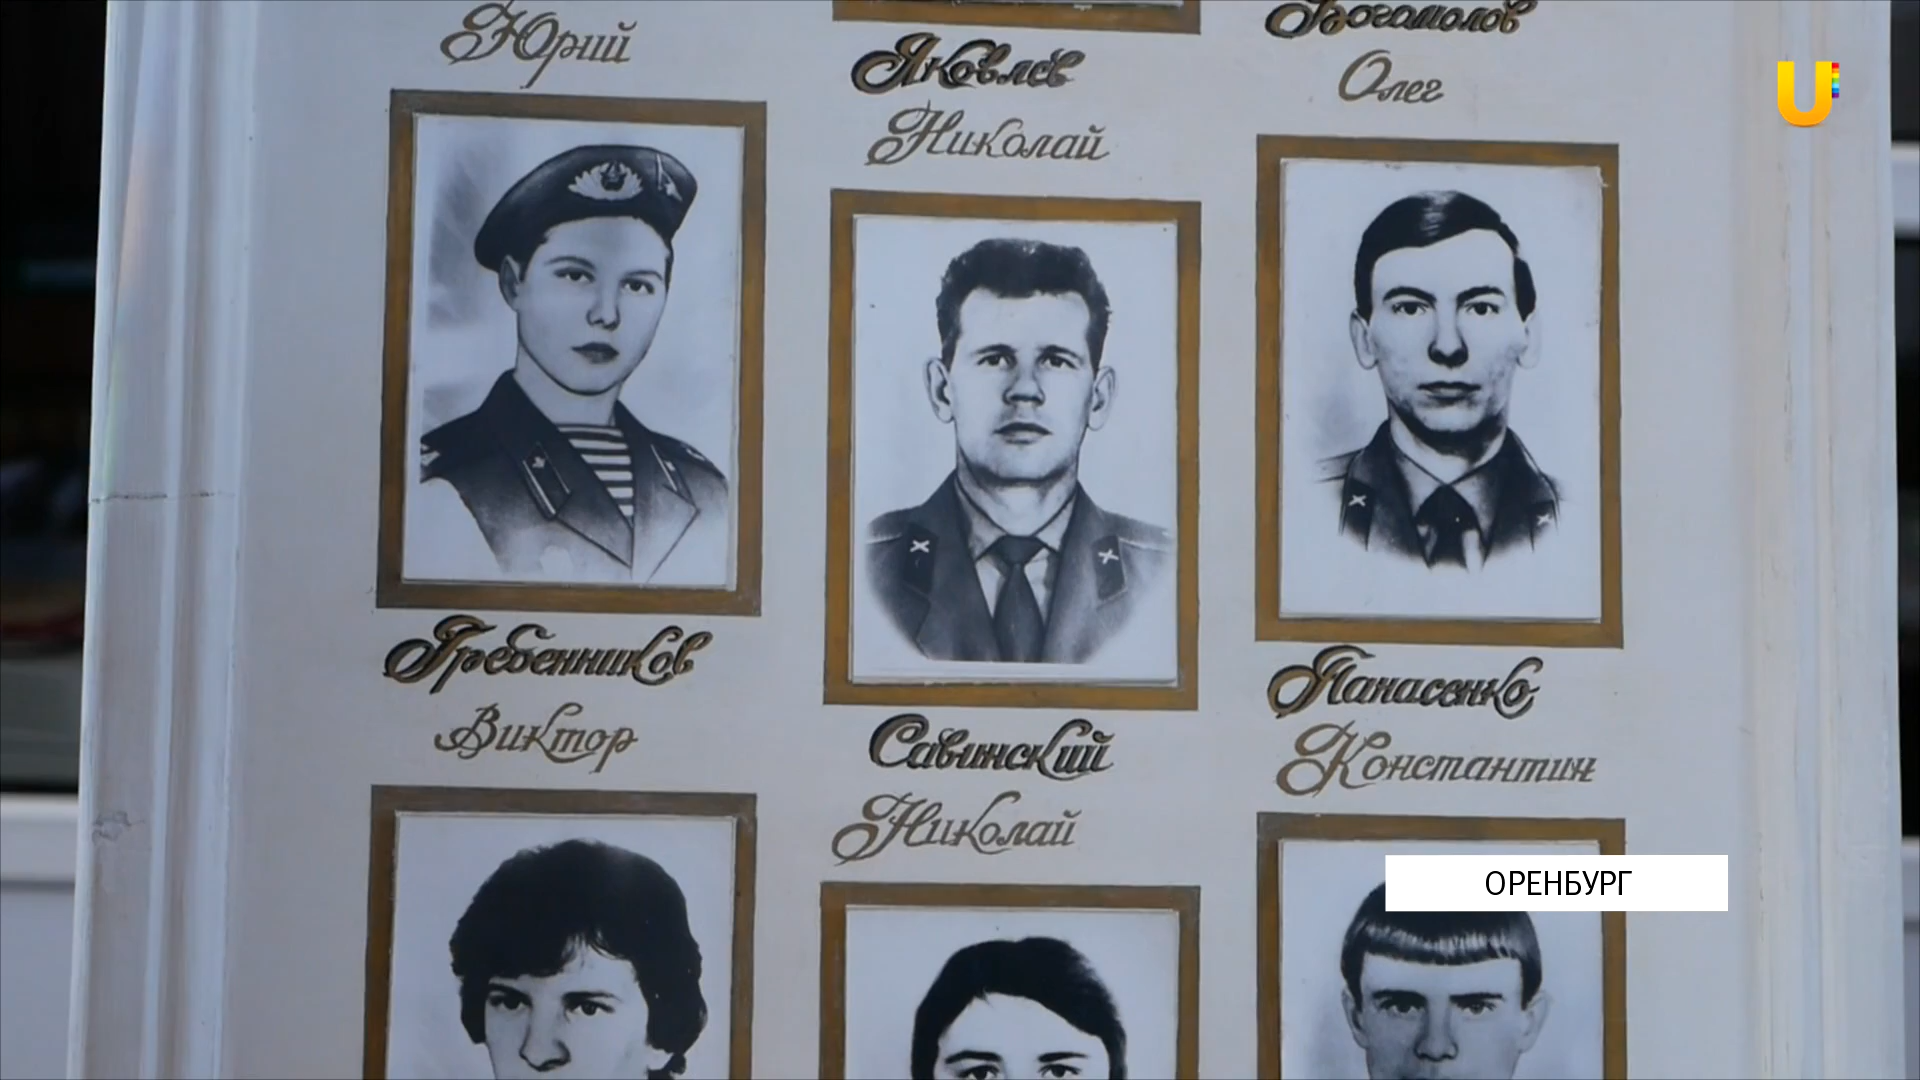 Юрий
Яковлев
Николай
Богомолов
Олег
Гребенников
Виктор
Савинский
Николай
Панасенко
Константин
ОРЕНБУРГ
U